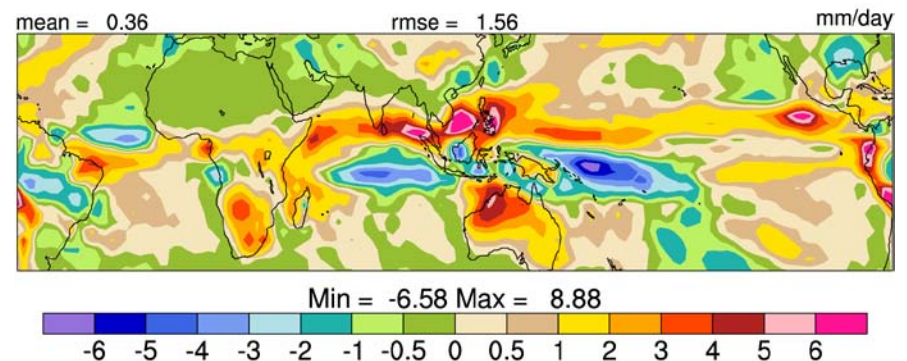 mean = 0.36 rmse = 1.56 mm/day
Min = -6.58 Max = 8.88
-6 -5 -4 -3 -2 -1 -0.5 0 0.5 1 2 3 4 5 6